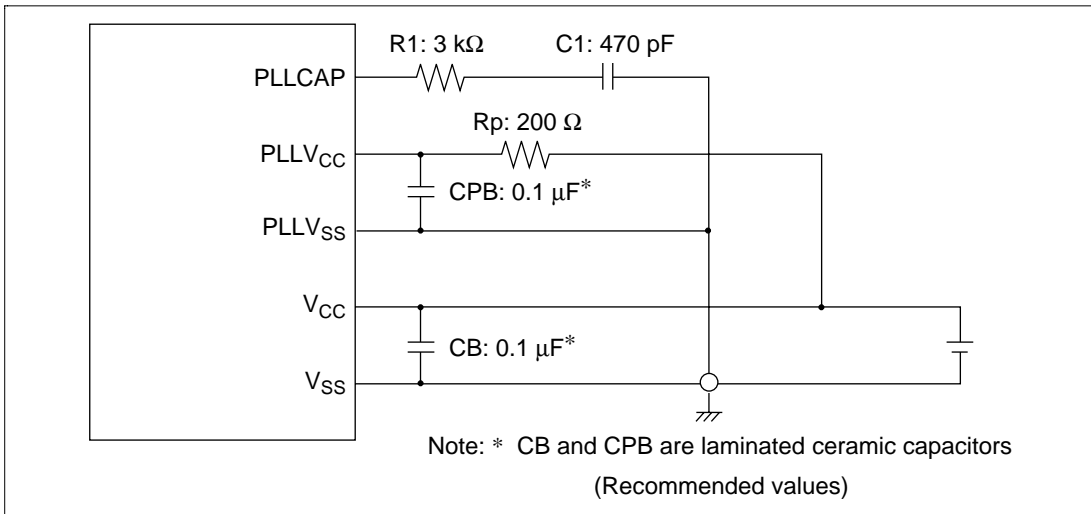 R1: 3 kΩ
C1: 470 pF
PLLCAP
Rp: 200 Ω
PLLVCC
CPB: 0.1 μF*
PLLVSS
VCC
CB: 0.1 μF*
VSS
Note: * CB and CPB are laminated ceramic capacitors
(Recommended values)